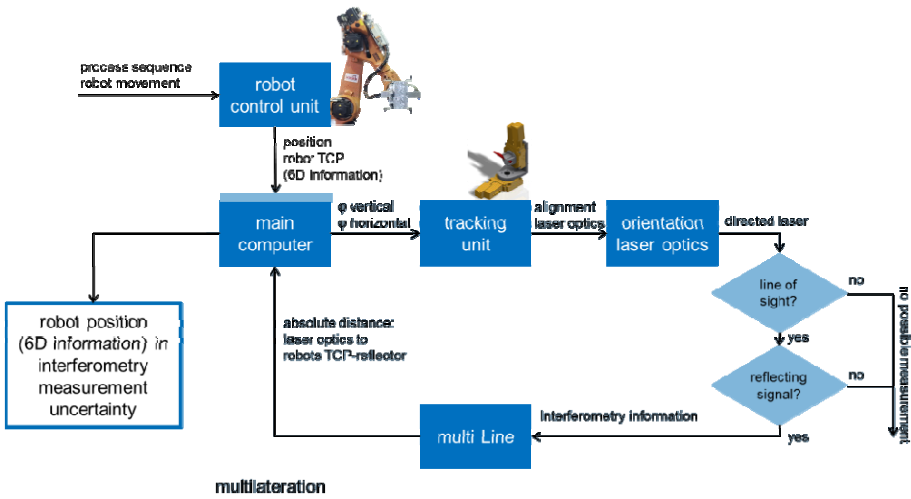 process sequence
robot movement
robot
control unit
position
robot TCP
(6D information)
main
computer
φ vertical
ψ horizontal
tracking
unit
alignment
laser optics
orientation
laser optics
directed laser
line of
sight?
no
yes
reflecting
signal?
no
yes
no possible measurement
Interferometry information
multi Line
absolute distance:
laser optics to
robots TCP-reflector
robot position
(6D information) in
interferometry
measurement
uncertainty
multilateration